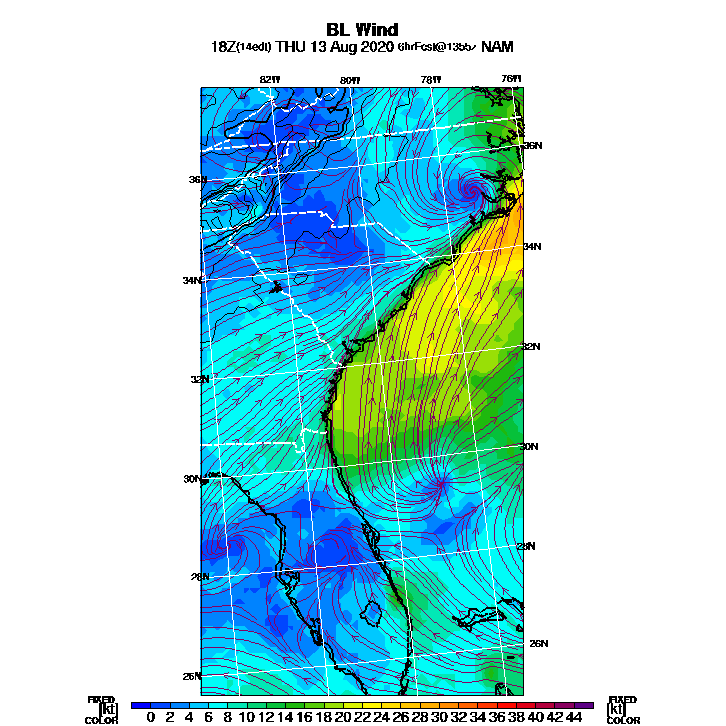 BL Wind
18Z(14edt) THU 13 Aug 2020 6hrFcst@1355z NAM
82W 80W 78W 76W
36N
36N
34N
34N
32N
32N
30N
30N
28N
28N
26N
26N
FIXED FIXED
[kt] 0 2 4 6 8 10 12 14 16 18 20 22 24 26 28 30 32 34 36 38 40 42 44 [kt]
COLOR COLOR